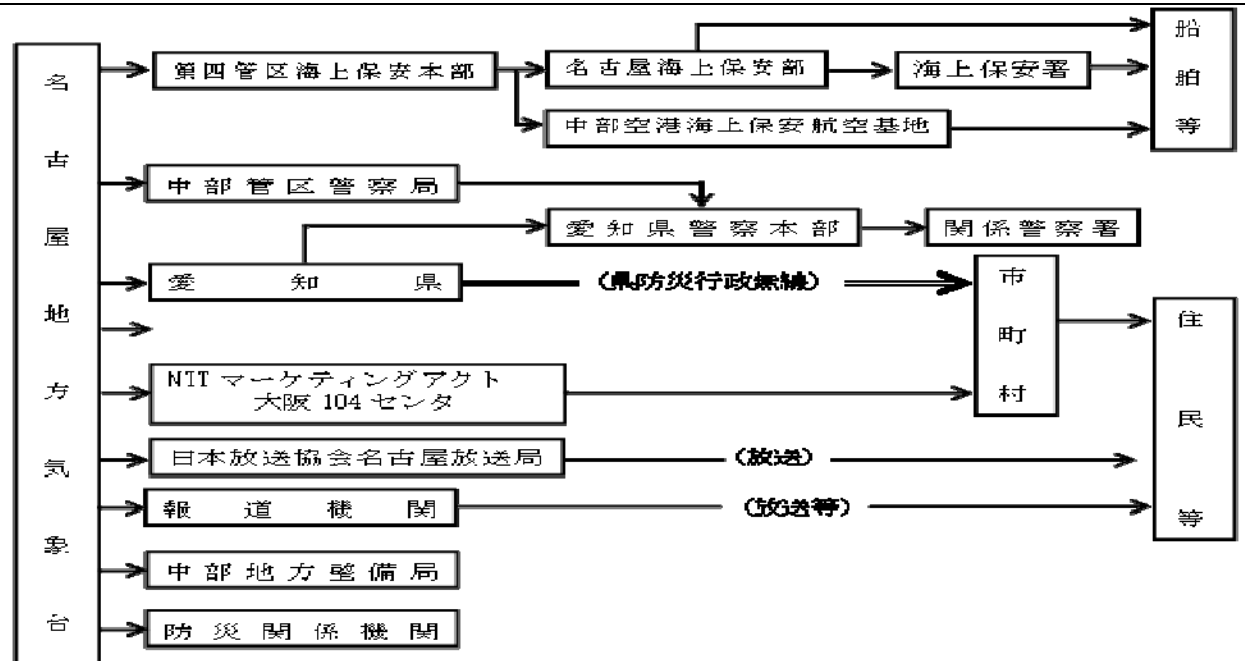 名古屋地方気象台
第四管区海上保安本部
名古屋海上保安部
海上保安署
船舶等
中部空港海上保安航空基地
中部管区警察局
愛知県警察本部
関係警察署
愛知県
(県防災行政無線)
市町村
住民等
NTT マーケティングアクト
大阪 104 センタ
日本放送協会名古屋放送局
(放送)
報道機関
(放送等)
中部地方整備局
防災関係機関